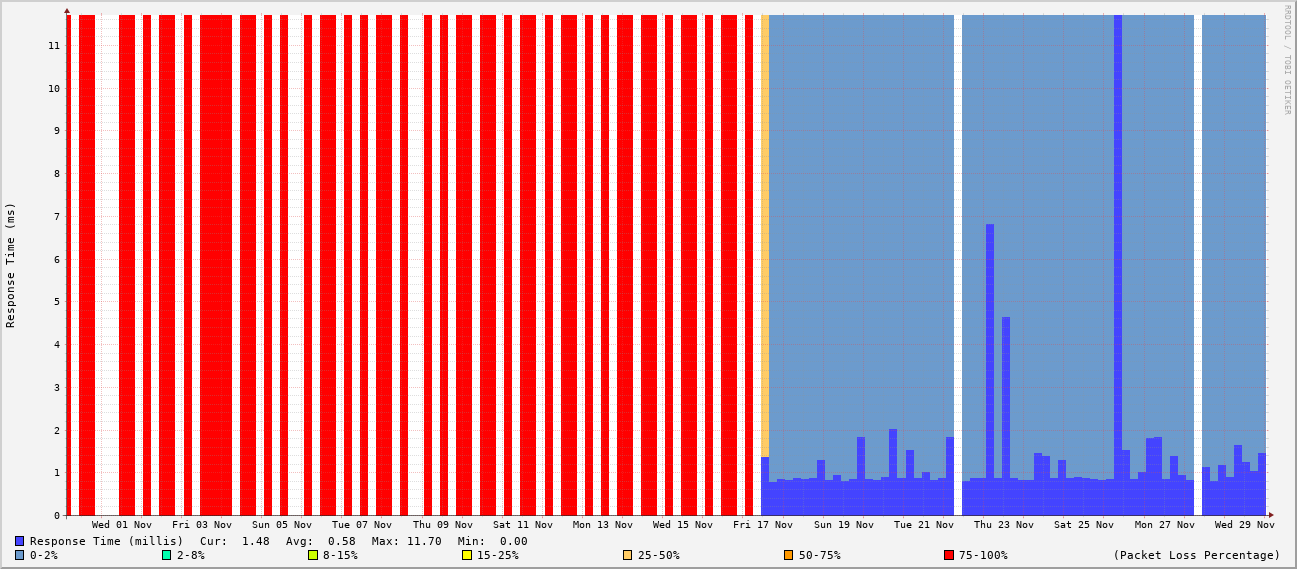 RRDTOOL / TOBI OETIKER
Response Time (ms)
11
10
9
8
7
6
5
4
3
2
1
0
Wed 01 Nov Fri 03 Nov Sun 05 Nov Tue 07 Nov Thu 09 Nov Sat 11 Nov Mon 13 Nov Wed 15 Nov Fri 17 Nov Sun 19 Nov Tue 21 Nov Thu 23 Nov Sat 25 Nov Mon 27 Nov Wed 29 Nov
Response Time (millis) Cur: 1.48 Avg: 0.58 Max: 11.70 Min: 0.00
0-2% 2-8% 8-15% 15-25% 25-50% 50-75% 75-100% (Packet Loss Percentage)